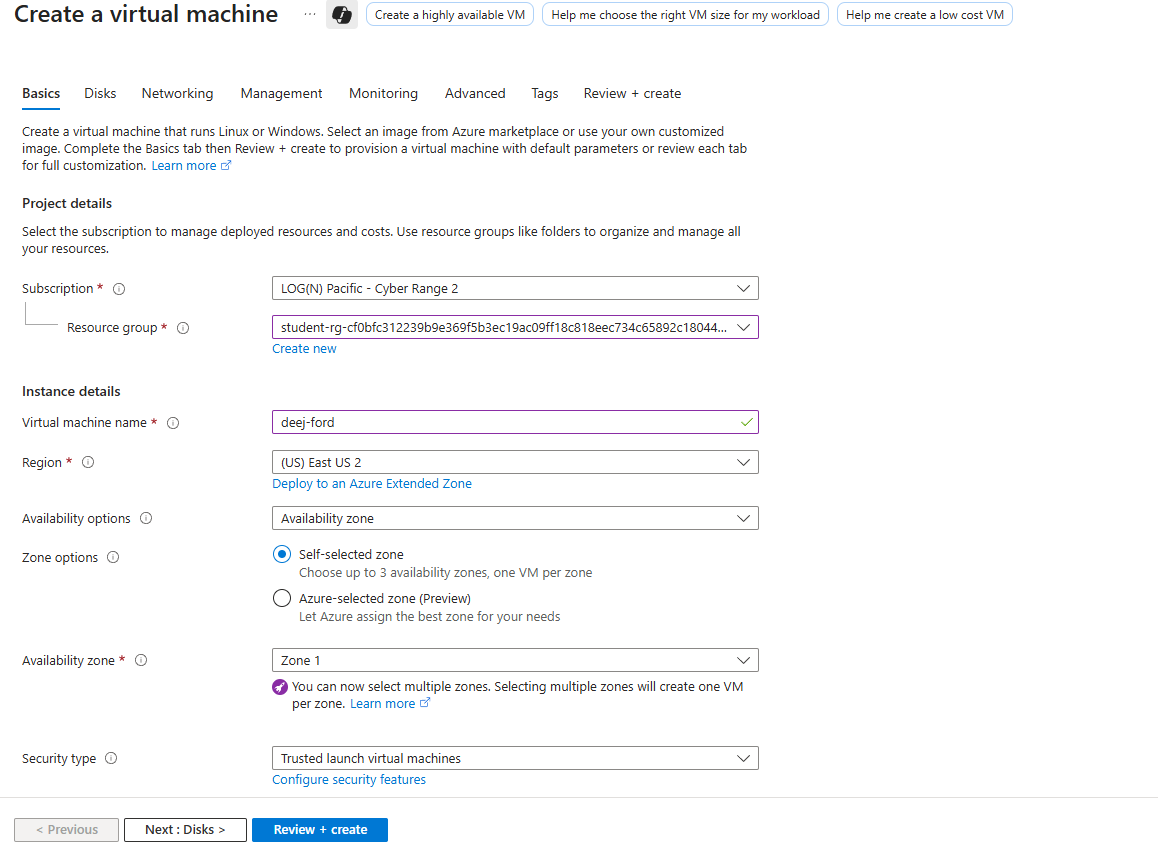 Create a virtual machine ...
Create a highly available VM
Help me choose the right VM size for my workload
Help me create a low cost VM
Basics
Disks
Networking
Management
Monitoring
Advanced
Tags
Review + create
Create a virtual machine that runs Linux or Windows. Select an image from Azure marketplace or use your own customized
image. Complete the Basics tab then Review + create to provision a virtual machine with default parameters or review each tab
for full customization. Learn more
Project details
Select the subscription to manage deployed resources and costs. Use resource groups like folders to organize and manage all
your resources.
Subscription *
LOG(N) Pacific - Cyber Range 2
Resource group *
student-rg-cf0bfc312239b9e369f5b3ec19ac09ff18c818eec734c65892c18044...
Create new
Instance details
Virtual machine name *
deej-ford
Region *
(US) East US 2
Deploy to an Azure Extended Zone
Availability options
Availability zone
Zone options
Self-selected zone
Choose up to 3 availability zones, one VM per zone
Azure-selected zone (Preview)
Let Azure assign the best zone for your needs
Availability zone *
Zone 1
You can now select multiple zones. Selecting multiple zones will create one VM
per zone. Learn more
Security type
Trusted launch virtual machines
Configure security features
< Previous
Next : Disks >
Review + create